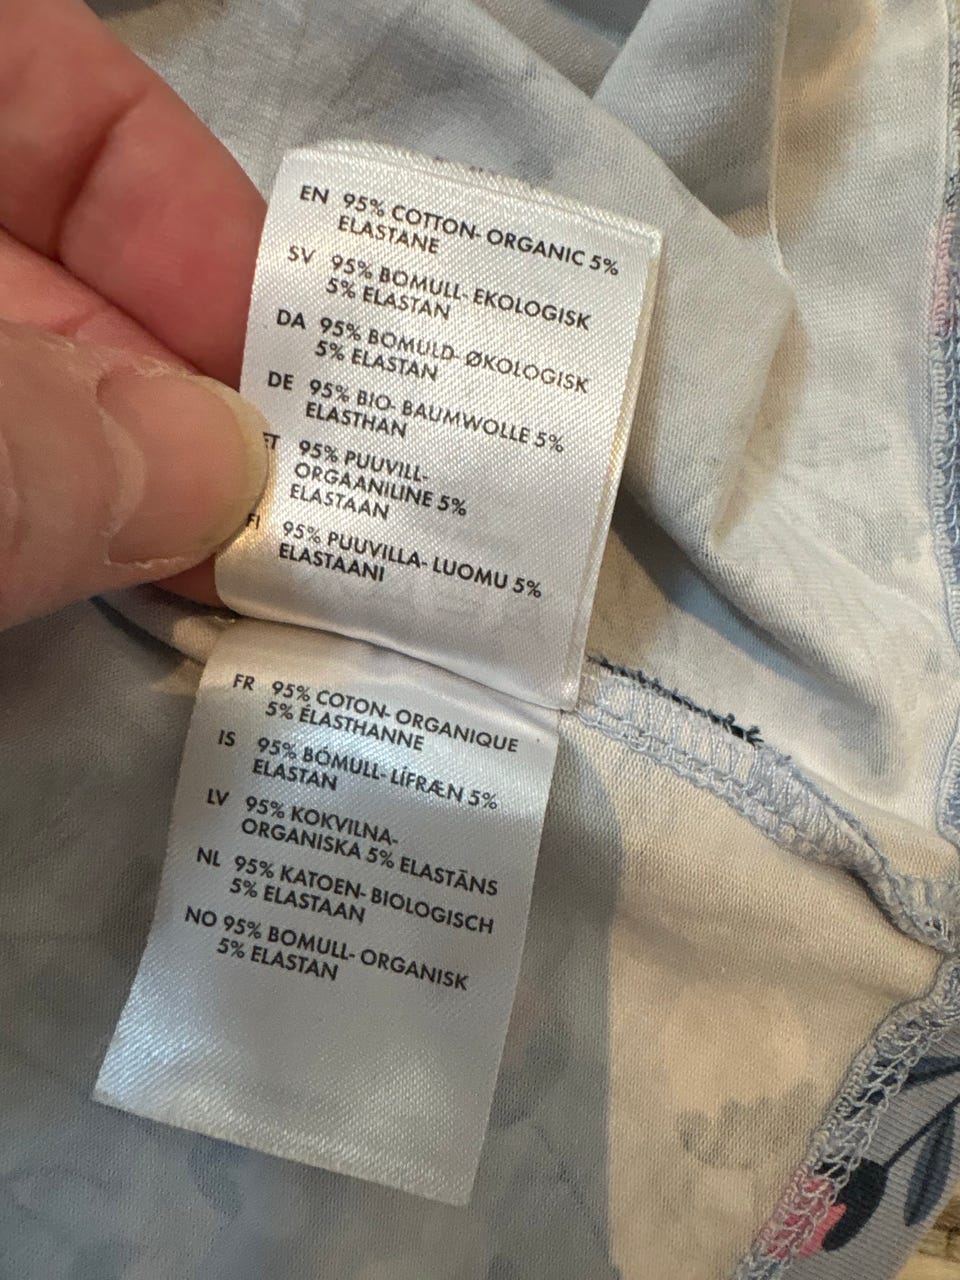 EN 95% COTTON- ORGANIC 5%
ELASTANE
SV 95% BOMULL- EKOLOGISK
5% ELASTAN
DA 95% BOMULD- ØKOLOGISK
5% ELASTAN
DE 95% BIO- BAUMWOLLE 5%
ELASTHAN
ET 95% PUUVILL-
ORGAANILINE 5%
ELASTAAN
FI 95% PUUVILLA- LUOMU 5%
ELASTAANI
FR 95% COTON- ORGANIQUE
5% ÉLASTHANNE
IS 95% BÓMULL- LÍFRÆN 5%
ELASTAN
LV 95% KOKVILNA-
ORGANISKA 5% ELASTĀNS
NL 95% KATOEN- BIOLOGISCH
5% ELASTAAN
NO 95% BOMULL- ORGANISK
5% ELASTAN